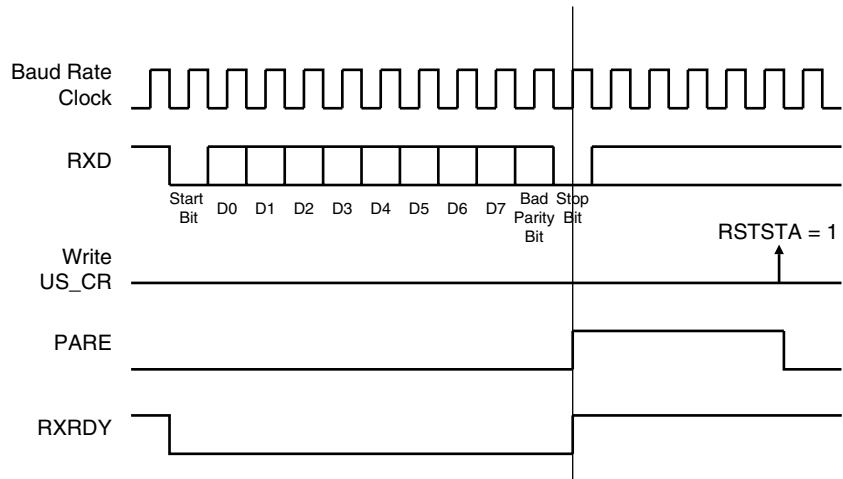 Baud Rate
Clock
RXD
Start
Bit
D0 D1 D2 D3 D4 D5 D6 D7
Bad
Parity
Bit
Stop
Bit
RSTSTA = 1
Write
US_CR
PARE
RXRDY